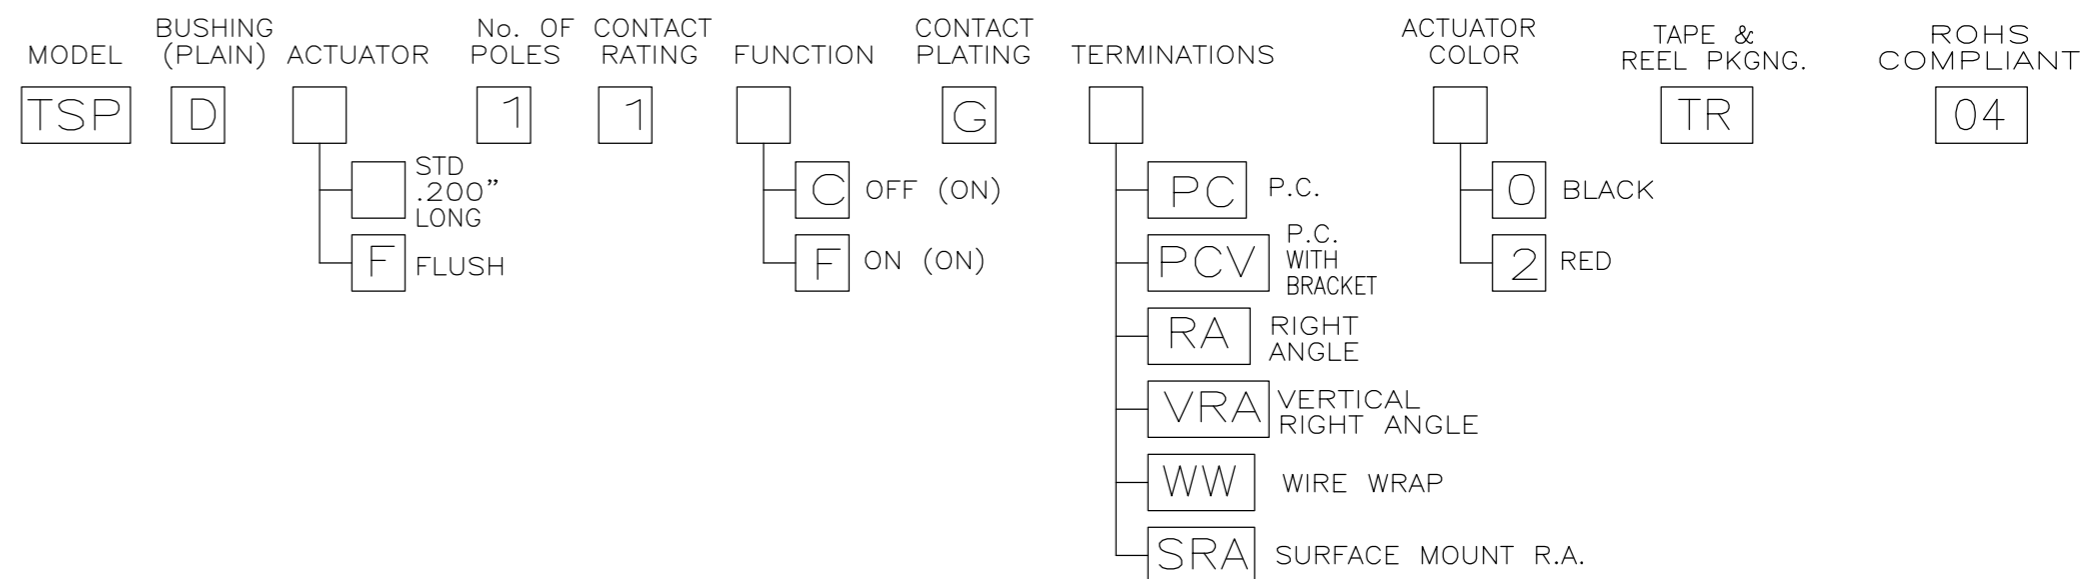 MODEL
BUSHING
(PLAIN)
ACTUATOR
No. OF
POLES
CONTACT
RATING
FUNCTION
CONTACT
PLATING
TERMINATIONS
ACTUATOR
COLOR
TAPE &
REEL PKGNG.
ROHS
COMPLIANT
TSP
D
1
1
G
TR
04
STD
.200”
LONG
F
FLUSH
C
OFF (ON)
F
ON (ON)
PC
P.C.
PCV
P.C.
WITH
BRACKET
RA
RIGHT
ANGLE
VRA
VERTICAL
RIGHT ANGLE
WW
WIRE WRAP
SRA
SURFACE MOUNT R.A.
0
BLACK
2
RED